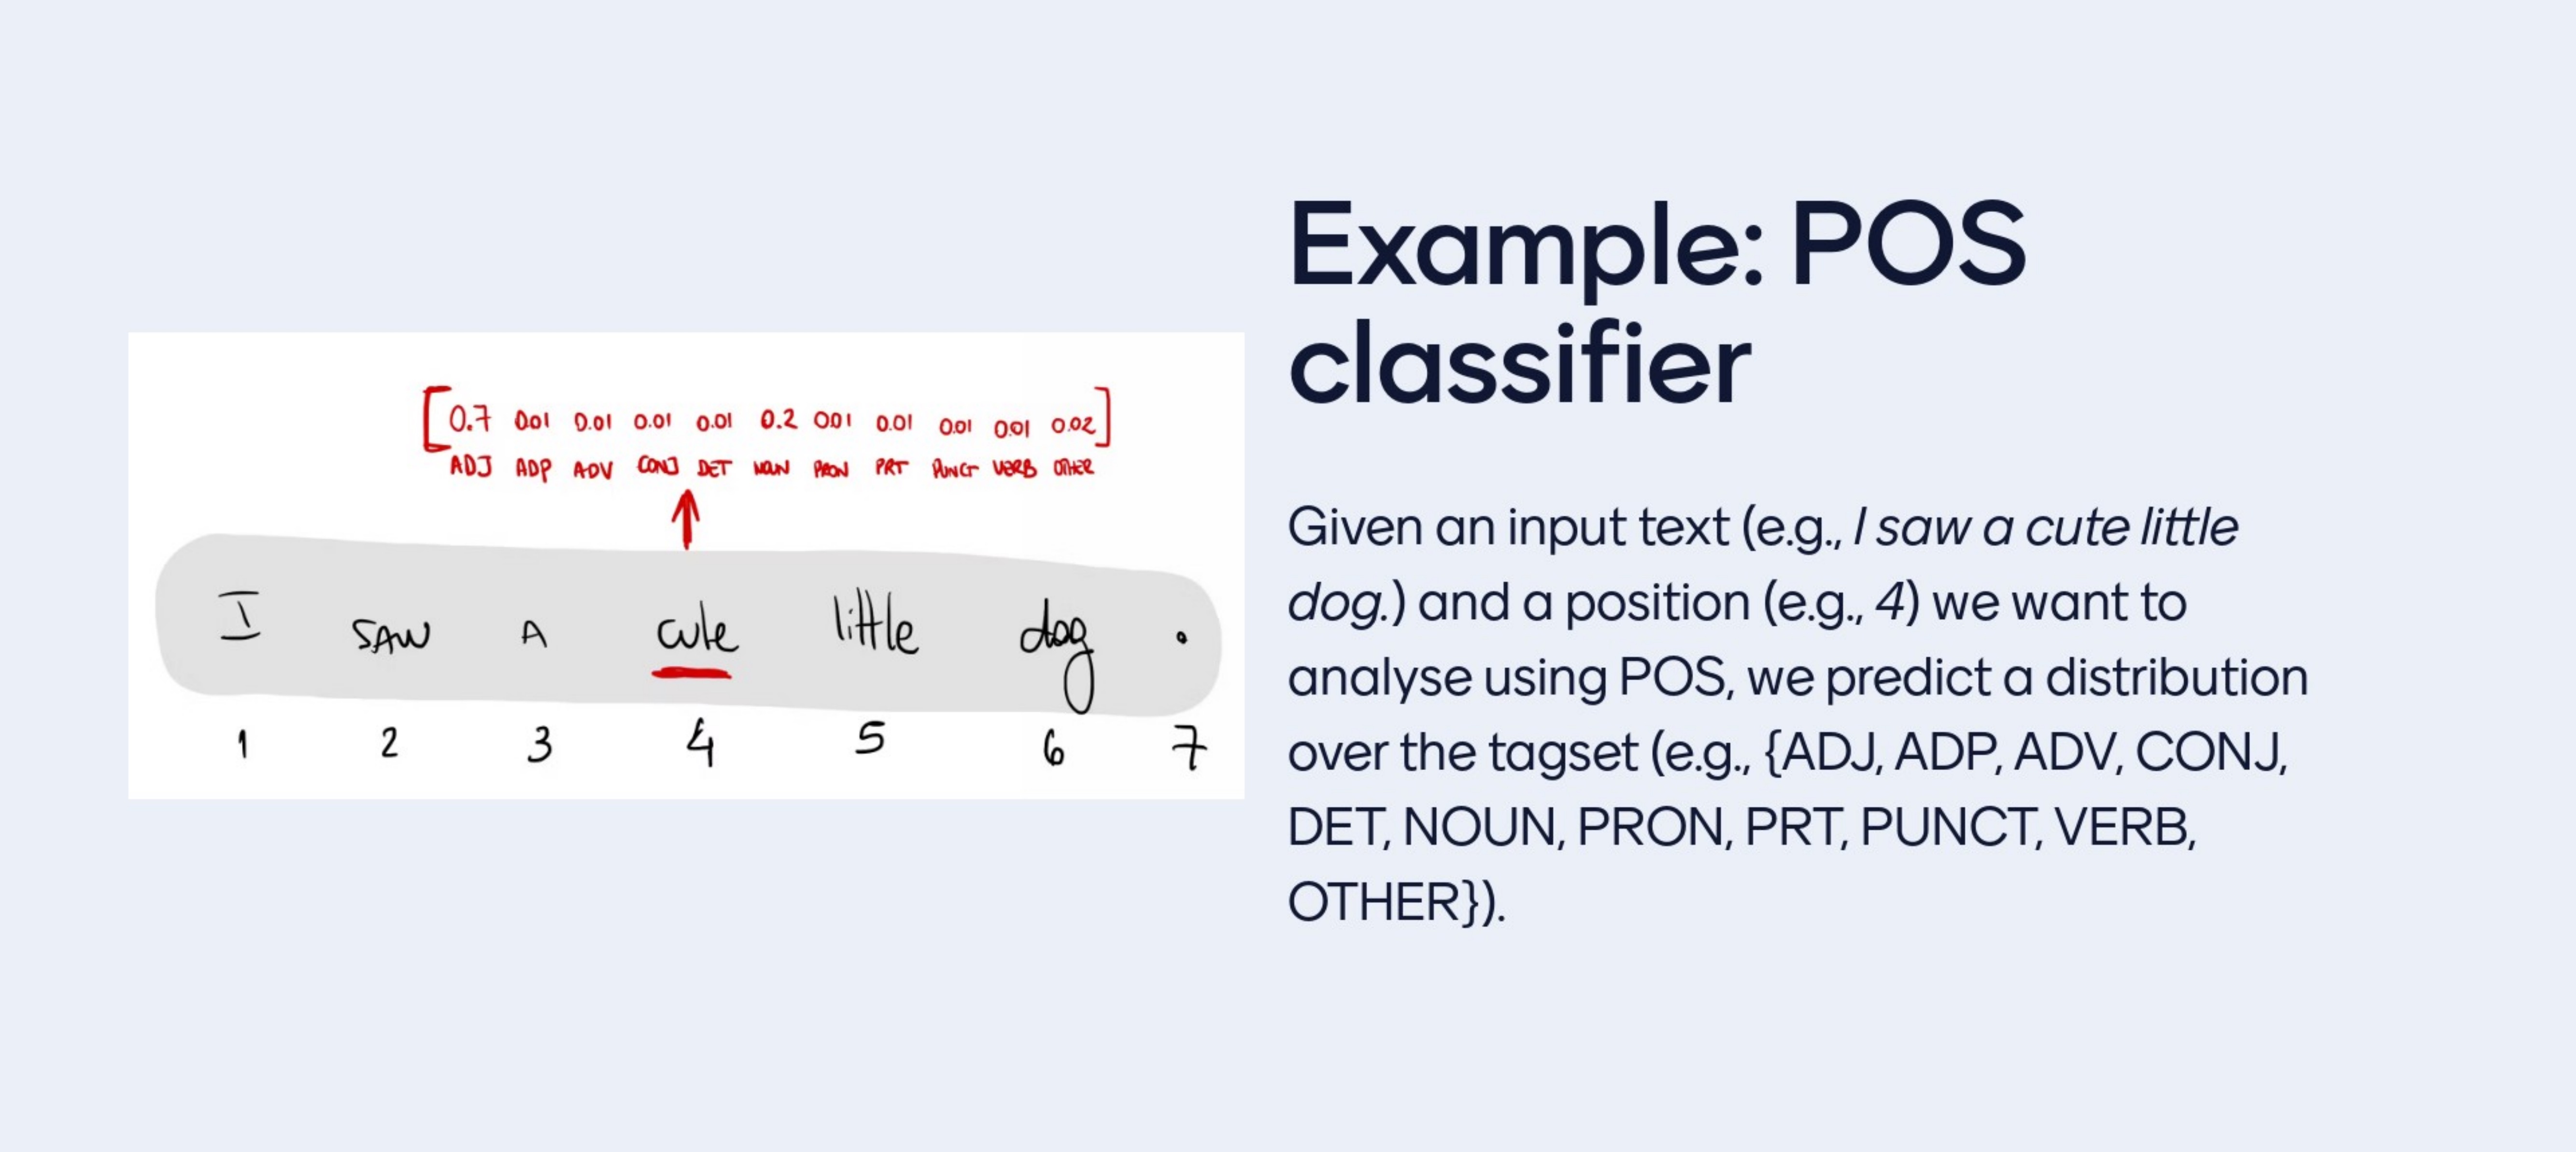 [0.7 0.01 0.01 0.01 0.01 0.2 0.01 0.01 0.01 0.01 0.02]
ADJ ADP ADV CONJ DET NOUN PRON PRT PUNCT VERB OTHER
I SAW A cute little dog .
1 2 3 4 5 6 7
Example: POS
classifier
Given an input text (e.g., I saw a cute little
dog.) and a position (e.g., 4) we want to
analyse using POS, we predict a distribution
over the tagset (e.g., {ADJ, ADP, ADV, CONJ,
DET, NOUN, PRON, PRT, PUNCT, VERB,
OTHER}).